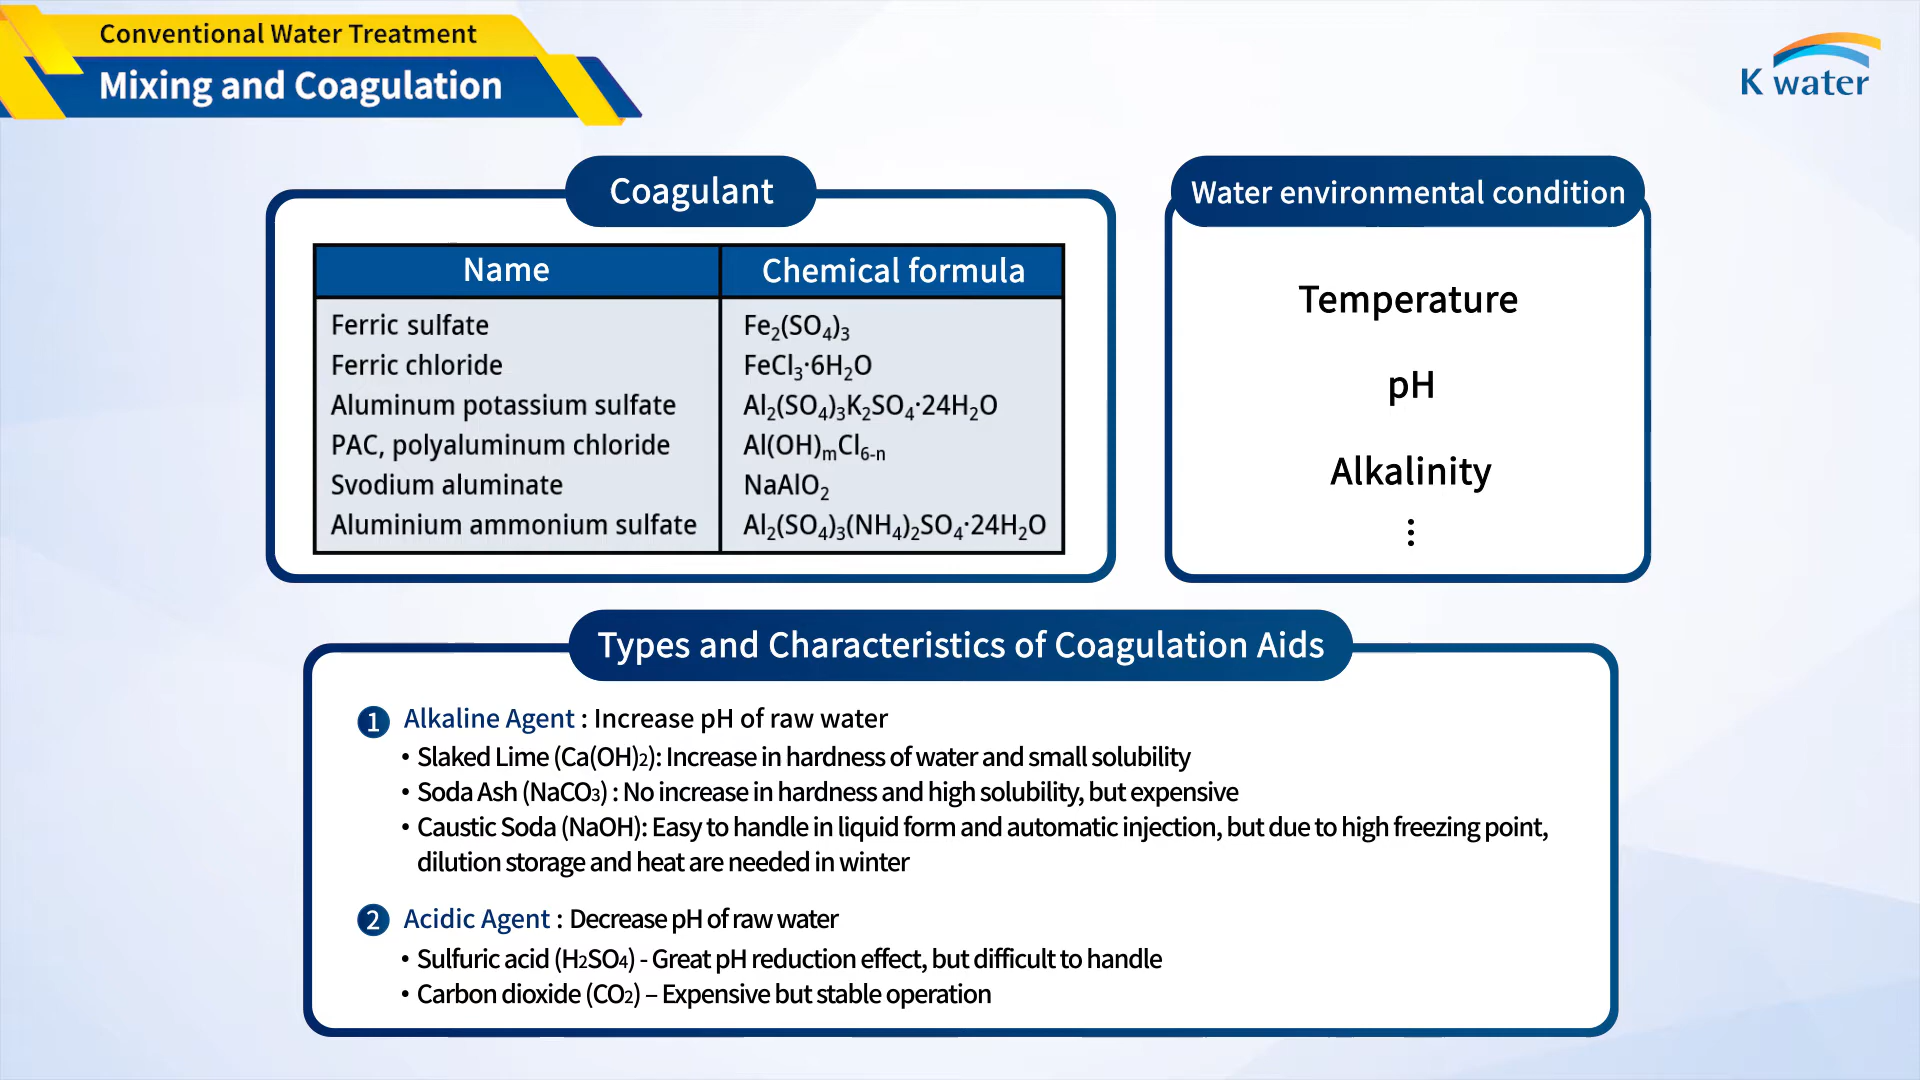 Conventional Water Treatment
Mixing and Coagulation
K water
Coagulant
Name Chemical formula
Ferric sulfate Fe₂(SO₄)₃
Ferric chloride FeCl₃·6H₂O
Aluminum potassium sulfate Al₂(SO₄)₃K₂SO₄·24H₂O
PAC, polyaluminum chloride Al(OH)ₘCl₆₋ₙ
Svodium aluminate NaAlO₂
Aluminium ammonium sulfate Al₂(SO₄)₃(NH₄)₂SO₄·24H₂O
Water environmental condition
Temperature
pH
Alkalinity
⋮
Types and Characteristics of Coagulation Aids
1 Alkaline Agent : Increase pH of raw water
• Slaked Lime (Ca(OH)₂): Increase in hardness of water and small solubility
• Soda Ash (NaCO₃) : No increase in hardness and high solubility, but expensive
• Caustic Soda (NaOH): Easy to handle in liquid form and automatic injection, but due to high freezing point,
dilution storage and heat are needed in winter
2 Acidic Agent : Decrease pH of raw water
• Sulfuric acid (H₂SO₄) - Great pH reduction effect, but difficult to handle
• Carbon dioxide (CO₂) – Expensive but stable operation